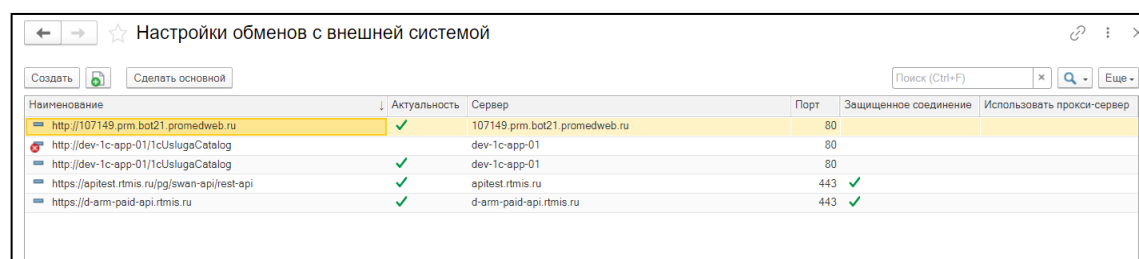 Настройки обменов с внешней системой
Создать Сделать основной Поиск (Ctrl+F) × Еще
Наименование ↓ Актуальность Сервер Порт Защищенное соединение Использовать прокси-сервер
http://107149.prm.bot21.promedweb.ru 107149.prm.bot21.promedweb.ru 80
http://dev-1c-app-01/1cUslugaCatalog dev-1c-app-01 80
http://dev-1c-app-01/1cUslugaCatalog dev-1c-app-01 80
https://apitest.rtmis.ru/pg/swan-api/rest-api apitest.rtmis.ru 443
https://d-arm-paid-api.rtmis.ru d-arm-paid-api.rtmis.ru 443